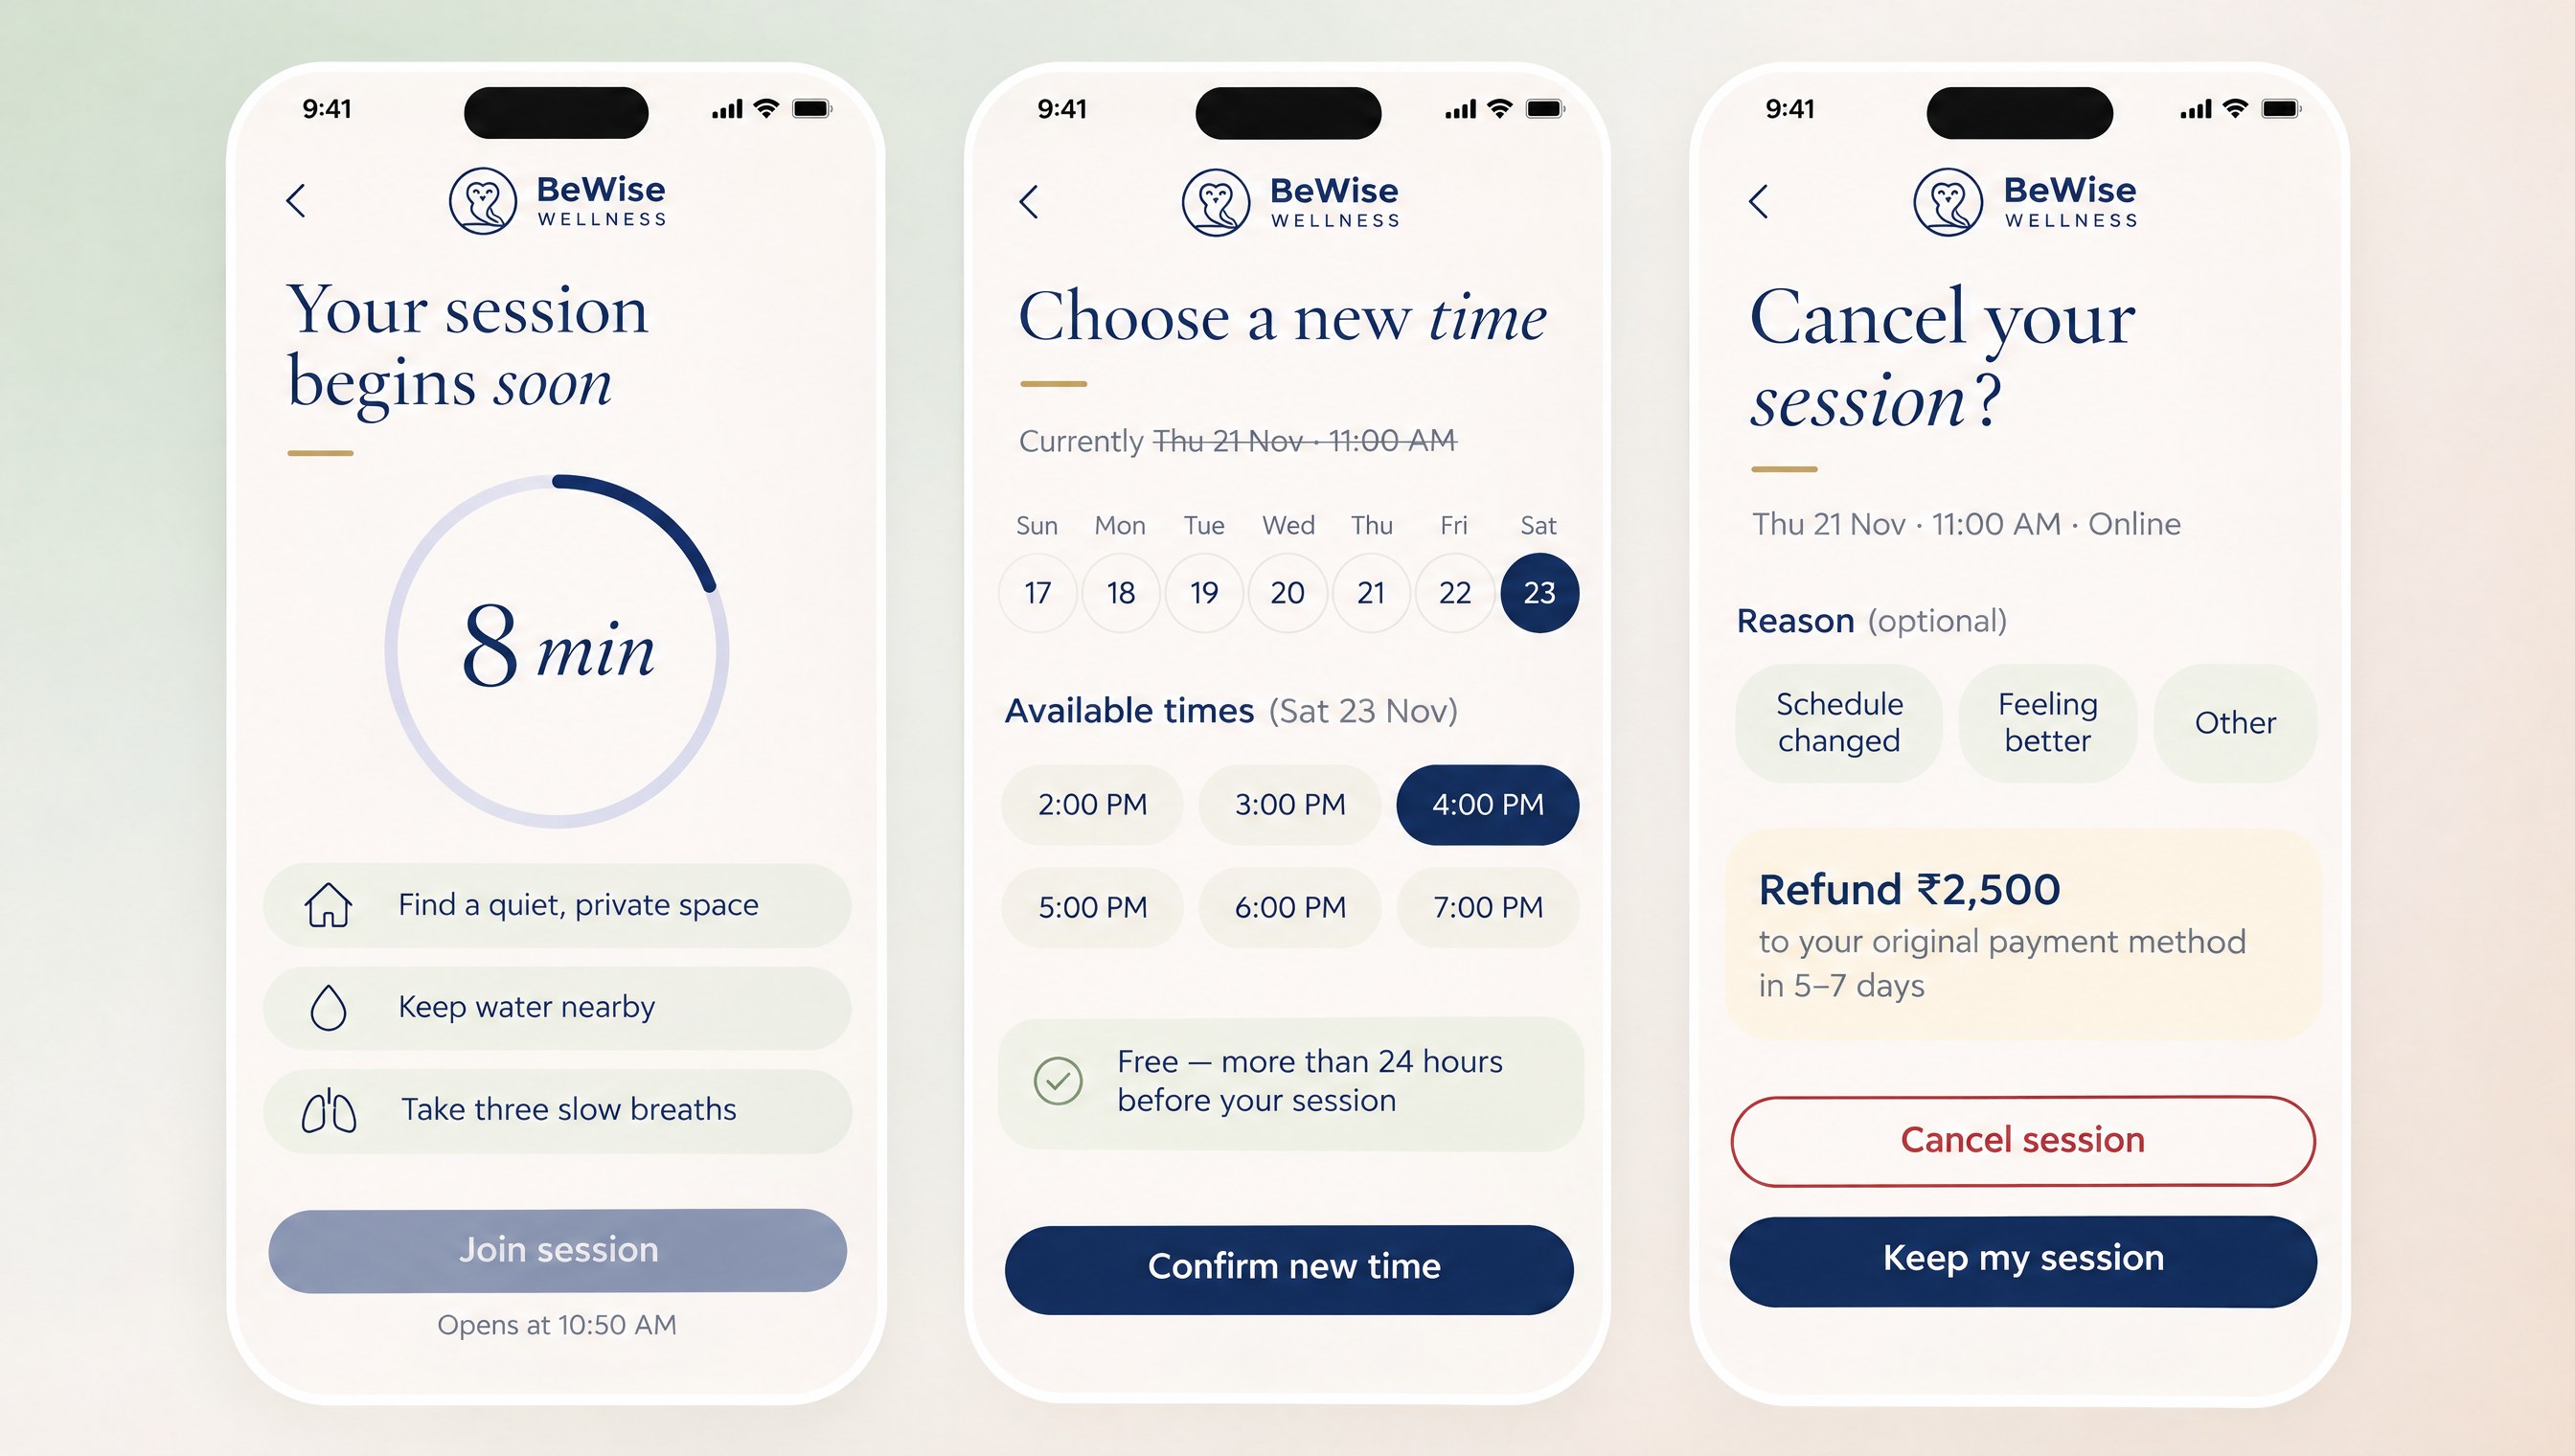 9:41
BeWise
WELLNESS
Your session
begins soon
8 min
Find a quiet, private space
Keep water nearby
Take three slow breaths
Join session
Opens at 10:50 AM
9:41
BeWise
WELLNESS
Choose a new time
Currently Thu 21 Nov · 11:00 AM
Sun Mon Tue Wed Thu Fri Sat
17 18 19 20 21 22 23
Available times (Sat 23 Nov)
2:00 PM 3:00 PM 4:00 PM
5:00 PM 6:00 PM 7:00 PM
Free — more than 24 hours
before your session
Confirm new time
9:41
BeWise
WELLNESS
Cancel your
session?
Thu 21 Nov · 11:00 AM · Online
Reason (optional)
Schedule
changed
Feeling
better
Other
Refund ₹2,500
to your original payment method
in 5–7 days
Cancel session
Keep my session